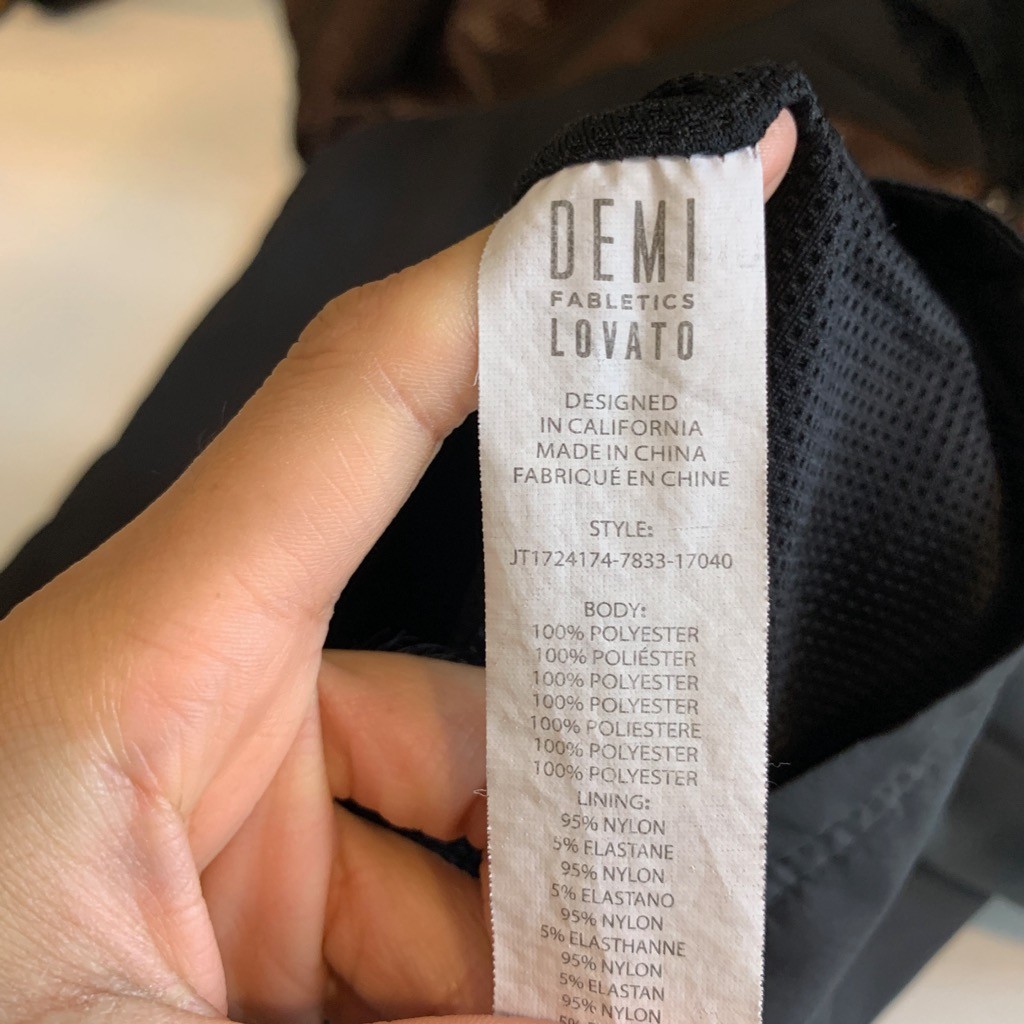 DEMI
FABLETICS
LOVATO
DESIGNED
IN CALIFORNIA
MADE IN CHINA
FABRIQUÉ EN CHINE
STYLE:
JT1724174-7833-17040
BODY:
100% POLYESTER
100% POLIÉSTER
100% POLYESTER
100% POLYESTER
100% POLIESTERE
100% POLYESTER
100% POLYESTER
LINING:
95% NYLON
5% ELASTANE
95% NYLON
5% ELASTANO
95% NYLON
5% ELASTHANNE
95% NYLON
5% ELASTAN
95% NYLON
5%